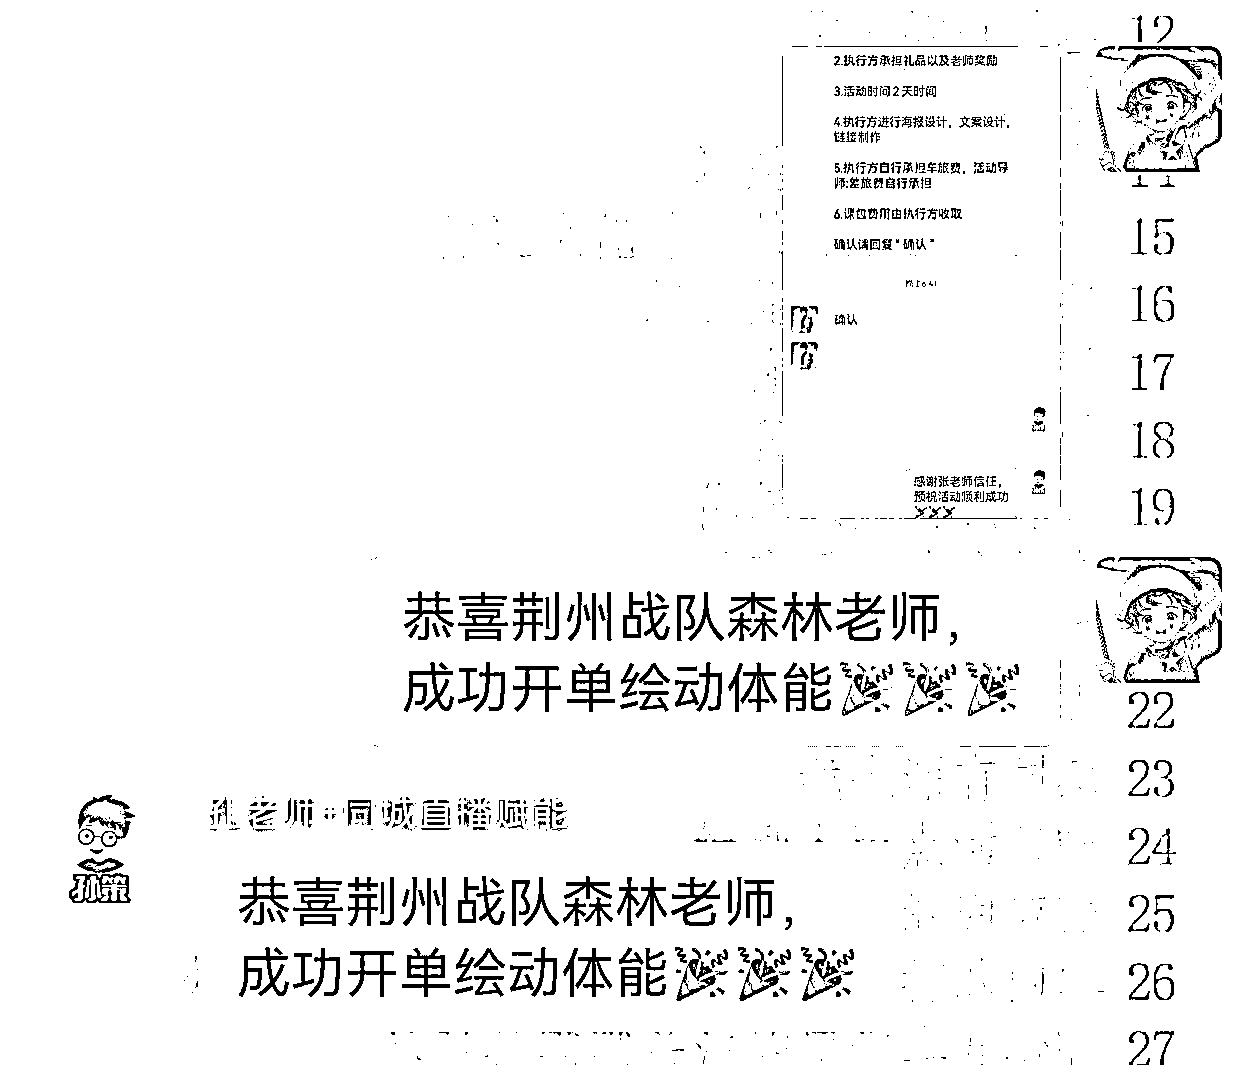 12
2.执行方承担礼品以及老师奖励
3.活动时间2天时间
4.执行方进行海报设计，文案设计，
链接制作
5.执行方自行承担车旅费，活动导
师:差旅费自行承担
6.课包费用由执行方收取
确认请回复“确认”
确认
感谢张老师信任，
预祝活动顺利成功
15
16
17
18
19
恭喜荆州战队森林老师，
成功开单绘动体能🎉🎉🎉
22
23
24
25
26
27
老师+同城直播赋能
孙策
恭喜荆州战队森林老师，
成功开单绘动体能🎉🎉🎉